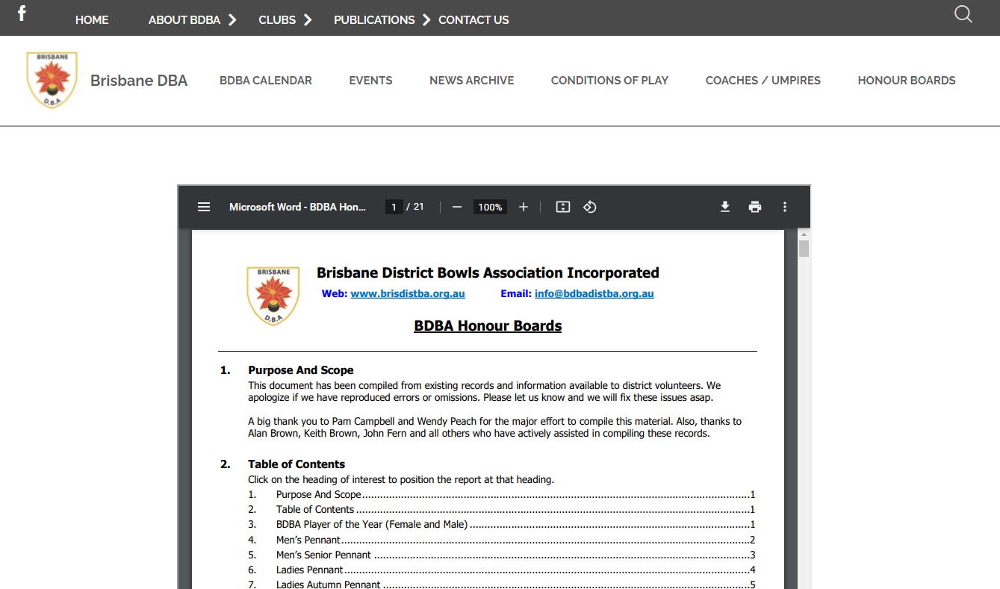 HOME ABOUT BDBA CLUBS PUBLICATIONS CONTACT US
BRISBANE
D.B.A
Brisbane DBA BDBA CALENDAR EVENTS NEWS ARCHIVE CONDITIONS OF PLAY COACHES / UMPIRES HONOUR BOARDS
Microsoft Word - BDBA Hon... 1 / 21 100%
BRISBANE
D.B.A
Brisbane District Bowls Association Incorporated
Web: www.brisdistba.org.au Email: info@bdbadistba.org.au
BDBA Honour Boards
1. Purpose And Scope
This document has been compiled from existing records and information available to district volunteers. We
apologize if we have reproduced errors or omissions. Please let us know and we will fix these issues asap.
A big thank you to Pam Campbell and Wendy Peach for the major effort to compile this material. Also, thanks to
Alan Brown, Keith Brown, John Fern and all others who have actively assisted in compiling these records.
2. Table of Contents
Click on the heading of interest to position the report at that heading.
1. Purpose And Scope.....1
2. Table of Contents.....1
3. BDBA Player of the Year (Female and Male).....1
4. Men's Pennant.....2
5. Men's Senior Pennant.....3
6. Ladies Pennant.....4
7. Ladies Autumn Pennant.....5